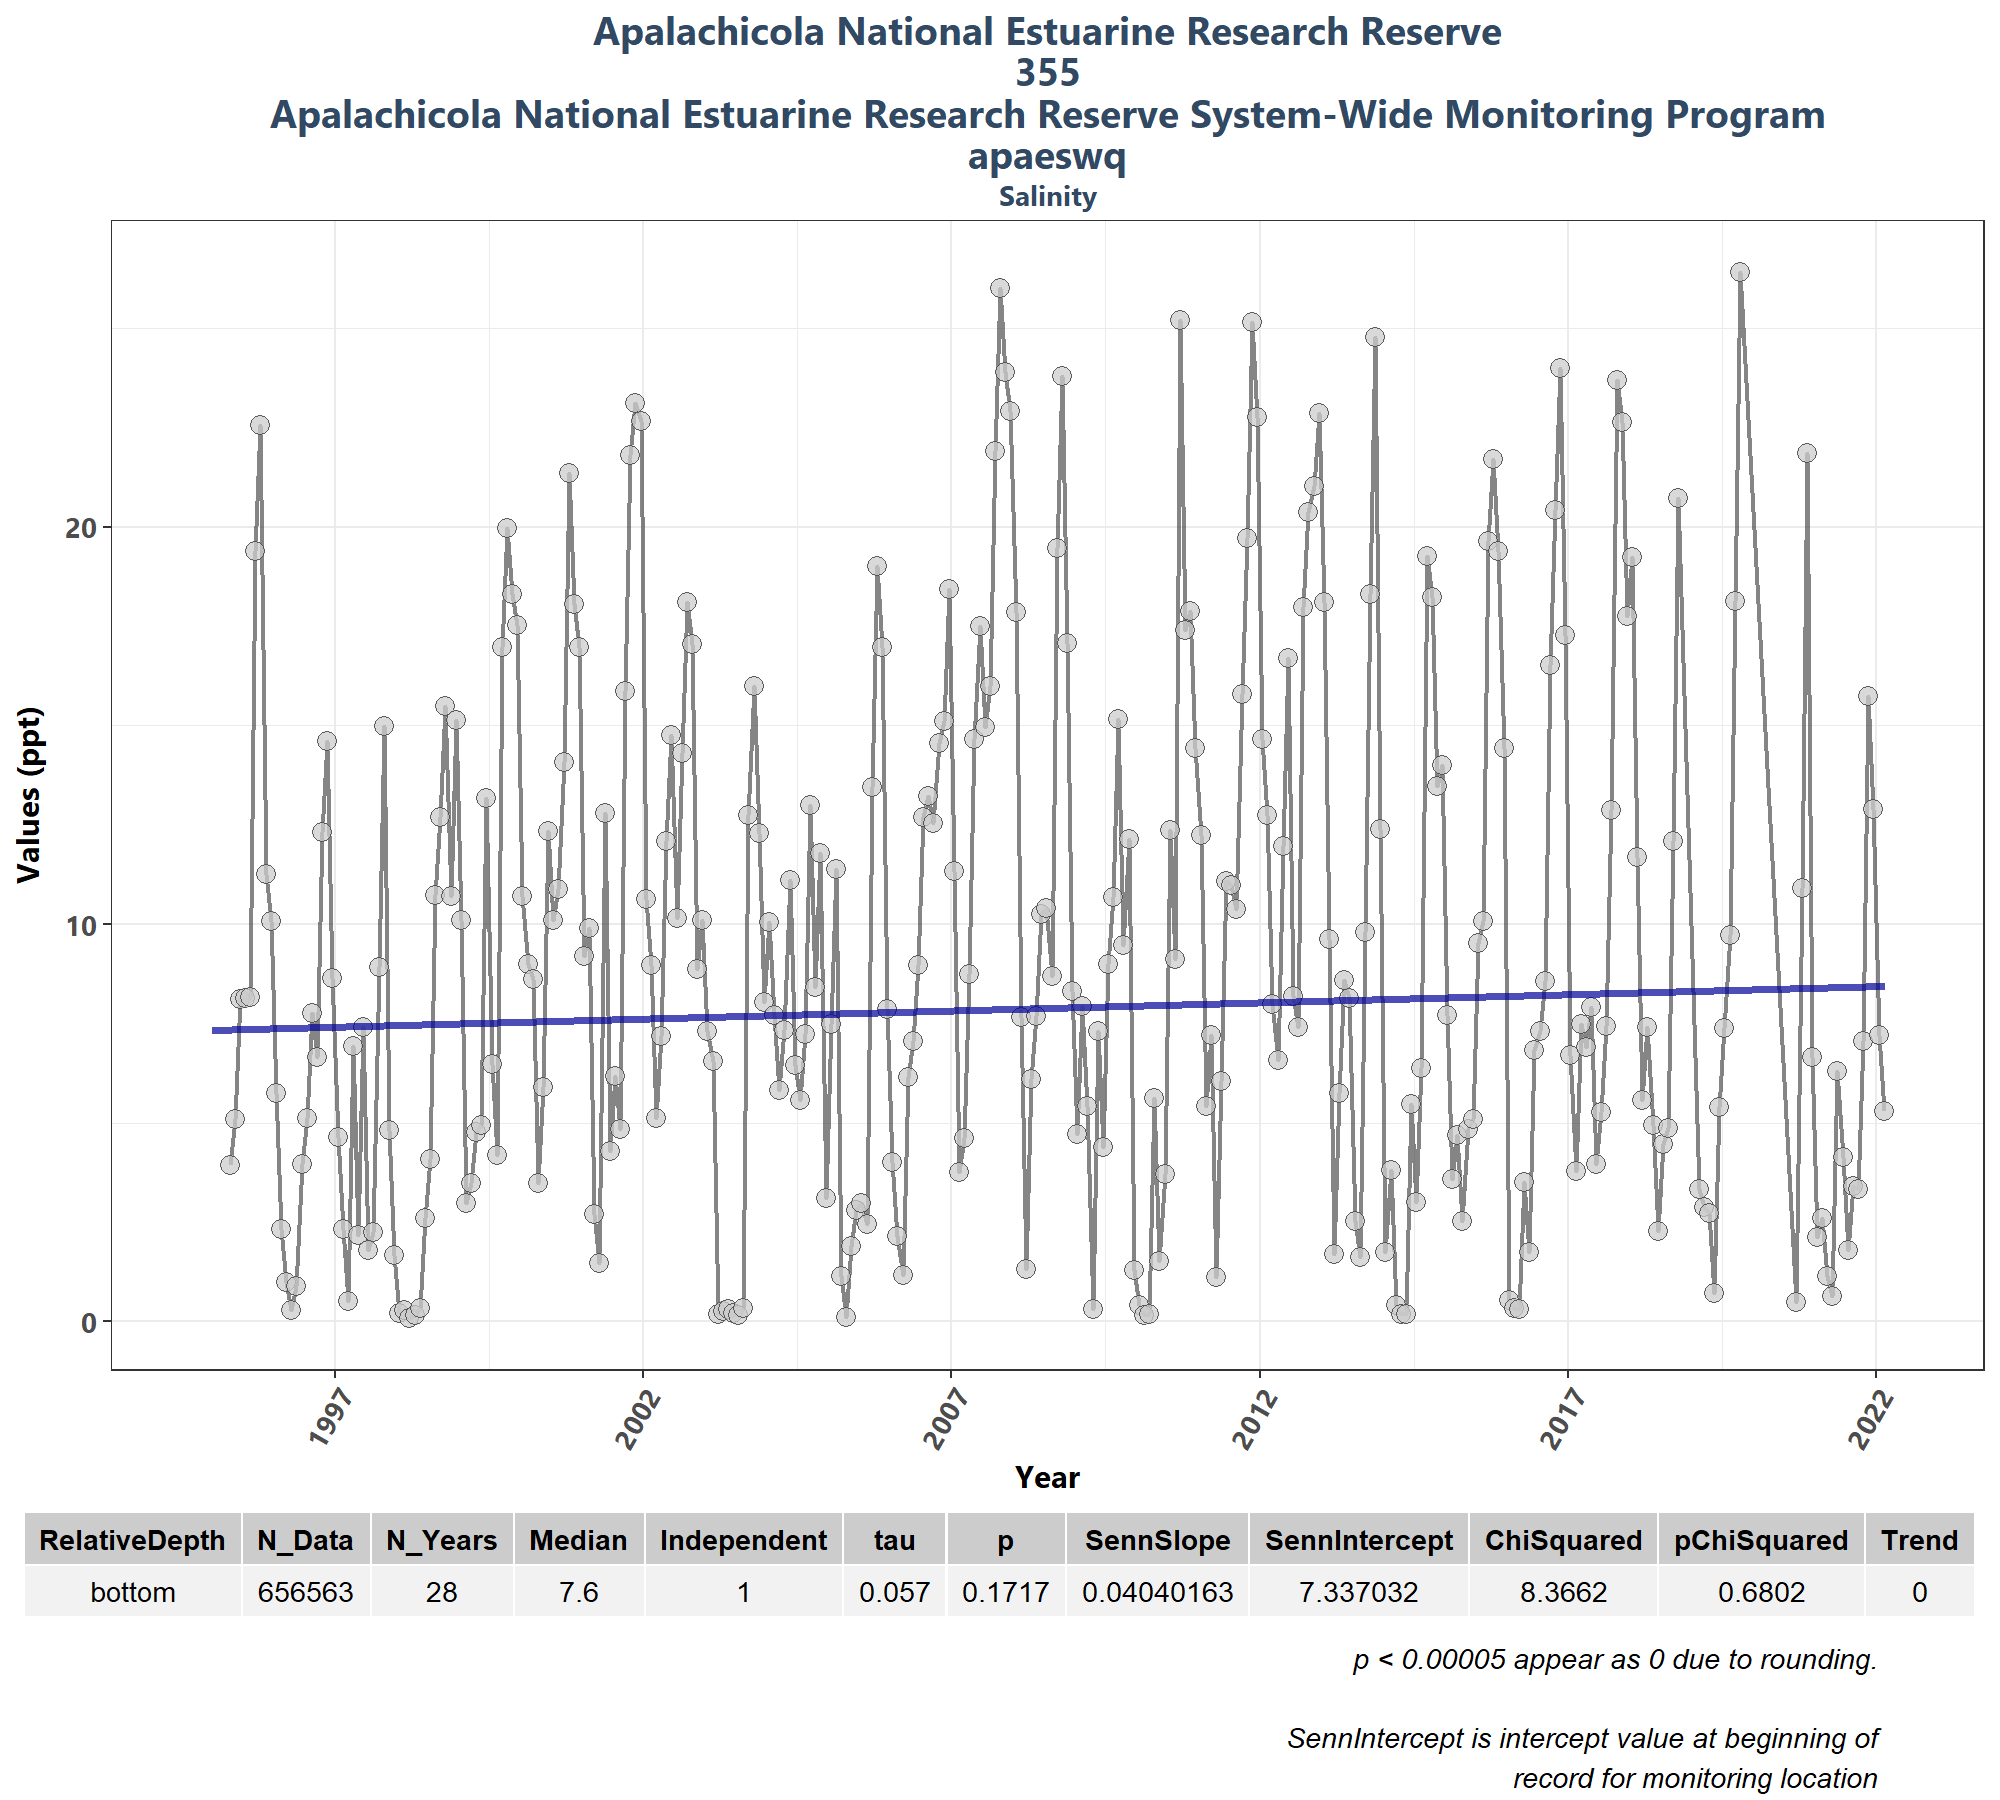 Apalachicola National Estuarine Research Reserve
355
Apalachicola National Estuarine Research Reserve System-Wide Monitoring Program
apaeswq
Salinity
Values (ppt)
20
10
0
1997 2002 2007 2012 2017 2022
Year
RelativeDepth N_Data N_Years Median Independent tau p SennSlope SennIntercept ChiSquared pChiSquared Trend
bottom 656563 28 7.6 1 0.057 0.1717 0.04040163 7.337032 8.3662 0.6802 0
p < 0.00005 appear as 0 due to rounding.
SennIntercept is intercept value at beginning of
record for monitoring location